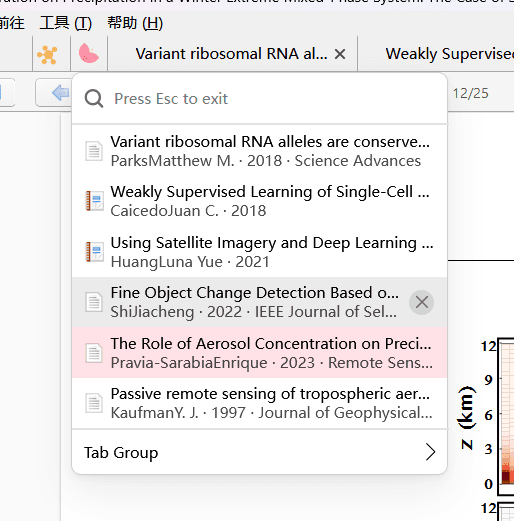 ration on Precipitation in a Winter Extreme Mixed-Phase System: The Case of S
前往 工具 (T) 帮助 (H)
Variant ribosomal RNA al... Weakly Supervised
Press Esc to exit
12/25
Variant ribosomal RNA alleles are conserve...
ParksMatthew M. · 2018 · Science Advances
Weakly Supervised Learning of Single-Cell ...
CaicedoJuan C. · 2018
Using Satellite Imagery and Deep Learning ...
HuangLuna Yue · 2021
Fine Object Change Detection Based o...
ShiJiacheng · 2022 · IEEE Journal of Sel...
The Role of Aerosol Concentration on Preci...
Pravia-SarabiaEnrique · 2023 · Remote Sens...
Passive remote sensing of tropospheric aer...
KaufmanY. J. · 1997 · Journal of Geophysical...
Tab Group
12
9
z (km)
6
3
0
12